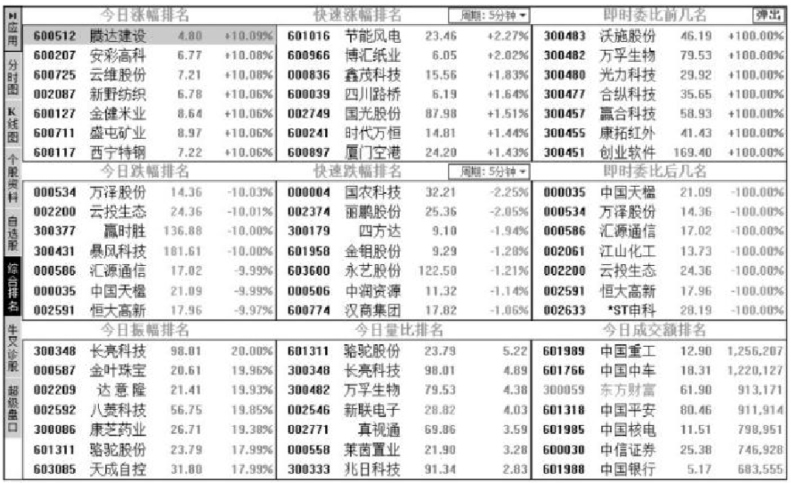 应用
分时图
K线图
个股资料
自选股
综合排名
牛叉诊股
超级盘口
今日涨幅排名 快速涨幅排名 周期: 5分钟 即时委比前几名 弹出
600512 腾达建设 4.80 +10.09% 601016 节能风电 23.46 +2.27% 300483 沃施股份 46.19 +100.00%
600207 安彩高科 6.77 +10.08% 600966 博汇纸业 6.05 +2.02% 300482 万孚生物 79.53 +100.00%
600725 云维股份 7.21 +10.08% 000836 鑫茂科技 15.56 +1.83% 300480 光力科技 29.92 +100.00%
002087 新野纺织 6.78 +10.06% 600039 四川路桥 6.19 +1.64% 300477 合纵科技 35.65 +100.00%
600127 金健米业 8.64 +10.06% 002749 国光股份 87.98 +1.51% 300457 赢合科技 58.93 +100.00%
600711 盛屯矿业 8.97 +10.06% 600241 时代万恒 14.81 +1.44% 300455 康拓红外 41.43 +100.00%
600117 西宁特钢 7.22 +10.06% 600897 厦门空港 24.20 +1.43% 300451 创业软件 169.40 +100.00%
今日跌幅排名 快速跌幅排名 周期: 5分钟 即时委比后几名
000534 万泽股份 14.36 -10.03% 000004 国农科技 32.21 -2.25% 000035 中国天楹 21.09 -100.00%
002200 云投生态 24.36 -10.01% 002374 丽鹏股份 25.36 -2.05% 000534 万泽股份 14.36 -100.00%
300377 赢时胜 136.88 -10.00% 300179 四方达 9.10 -1.94% 000586 汇源通信 17.02 -100.00%
300431 暴风科技 181.61 -10.00% 601958 金钼股份 9.29 -1.28% 002061 江山化工 13.73 -100.00%
000586 汇源通信 17.02 -9.99% 603600 永艺股份 122.50 -1.21% 002200 云投生态 24.36 -100.00%
000035 中国天楹 21.09 -9.99% 000506 中润资源 11.32 -1.14% 002591 恒大高新 17.96 -100.00%
002591 恒大高新 17.96 -9.97% 600774 汉商集团 17.82 -1.06% 002633 *ST申科 28.19 -100.00%
今日振幅排名 今日量比排名 今日成交额排名
300348 长亮科技 98.01 20.00% 601311 骆驼股份 23.79 5.22 601989 中国重工 12.90 1,256,207
000587 金叶珠宝 20.61 19.96% 300348 长亮科技 98.01 4.89 601766 中国中车 18.31 1,220,127
002209 达意隆 21.41 19.93% 300482 万孚生物 79.53 4.38 300059 东方财富 61.90 913,171
002592 八菱科技 56.75 19.85% 002546 新联电子 28.82 4.03 601318 中国平安 80.46 911,914
300086 康芝药业 26.71 19.38% 002771 真视通 69.86 3.59 601985 中国核电 11.51 798,951
601311 骆驼股份 23.79 17.99% 000558 莱茵置业 21.90 3.28 600030 中信证券 25.38 746,928
603085 天成自控 31.80 17.98% 300333 兆日科技 91.34 2.83 601988 中国银行 5.17 683,555